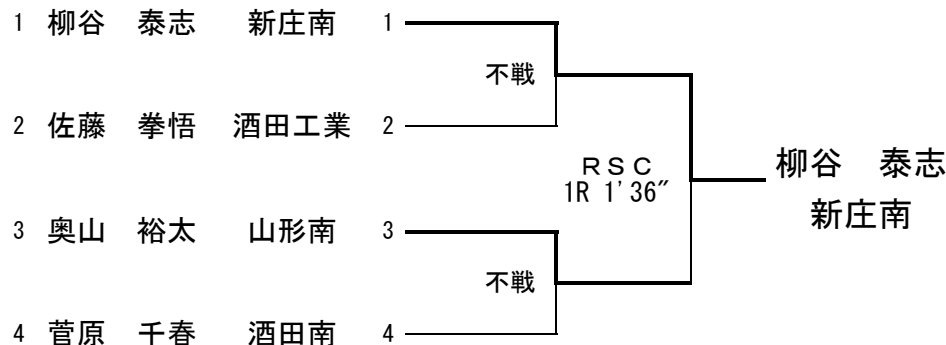 1 柳谷 泰志 新庄南 1
不戦
2 佐藤 拳悟 酒田工業 2
RSC
1R 1'36″
柳谷 泰志
新庄南
3 奥山 裕太 山形南 3
不戦
4 菅原 千春 酒田南 4